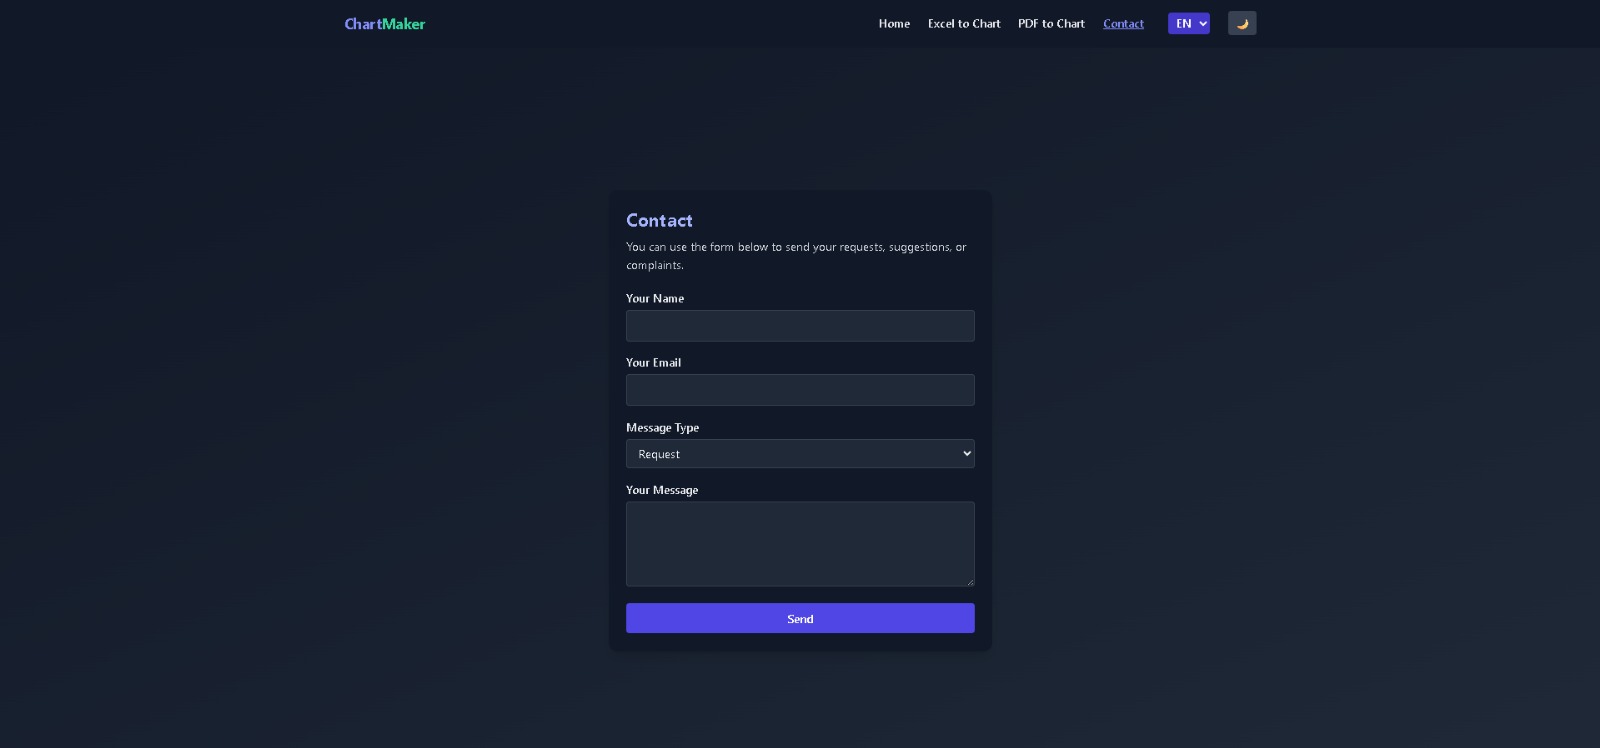 ChartMaker
Home Excel to Chart PDF to Chart Contact EN
Contact
You can use the form below to send your requests, suggestions, or
complaints.
Your Name
Your Email
Message Type
Request
Your Message
Send